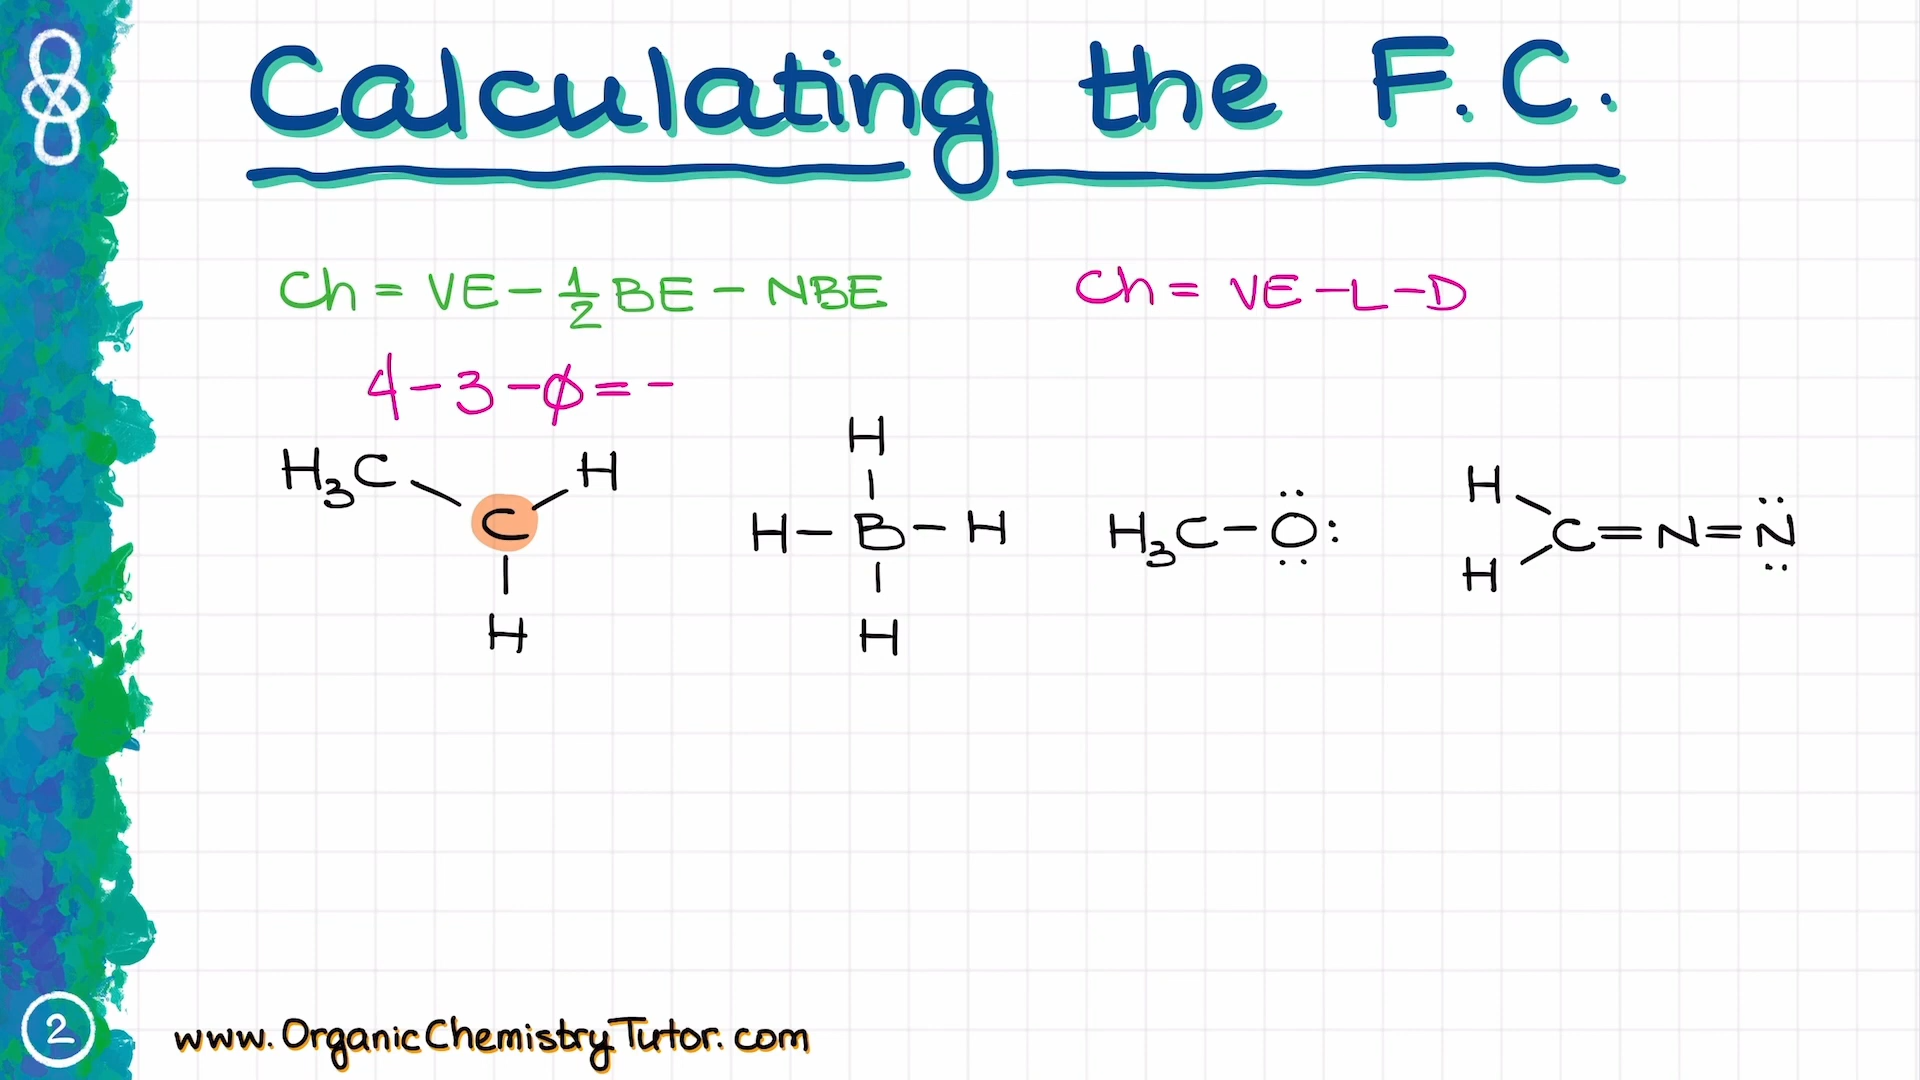 Calculating the F.C.
Ch = VE - 1/2 BE - NBE
Ch = VE - L - D
4 - 3 - ∅ = -
H₃C H
C
H
H
H - B - H
H
H₃C - Ö:
H
C = N = N
H
2
www.OrganicChemistryTutor.com